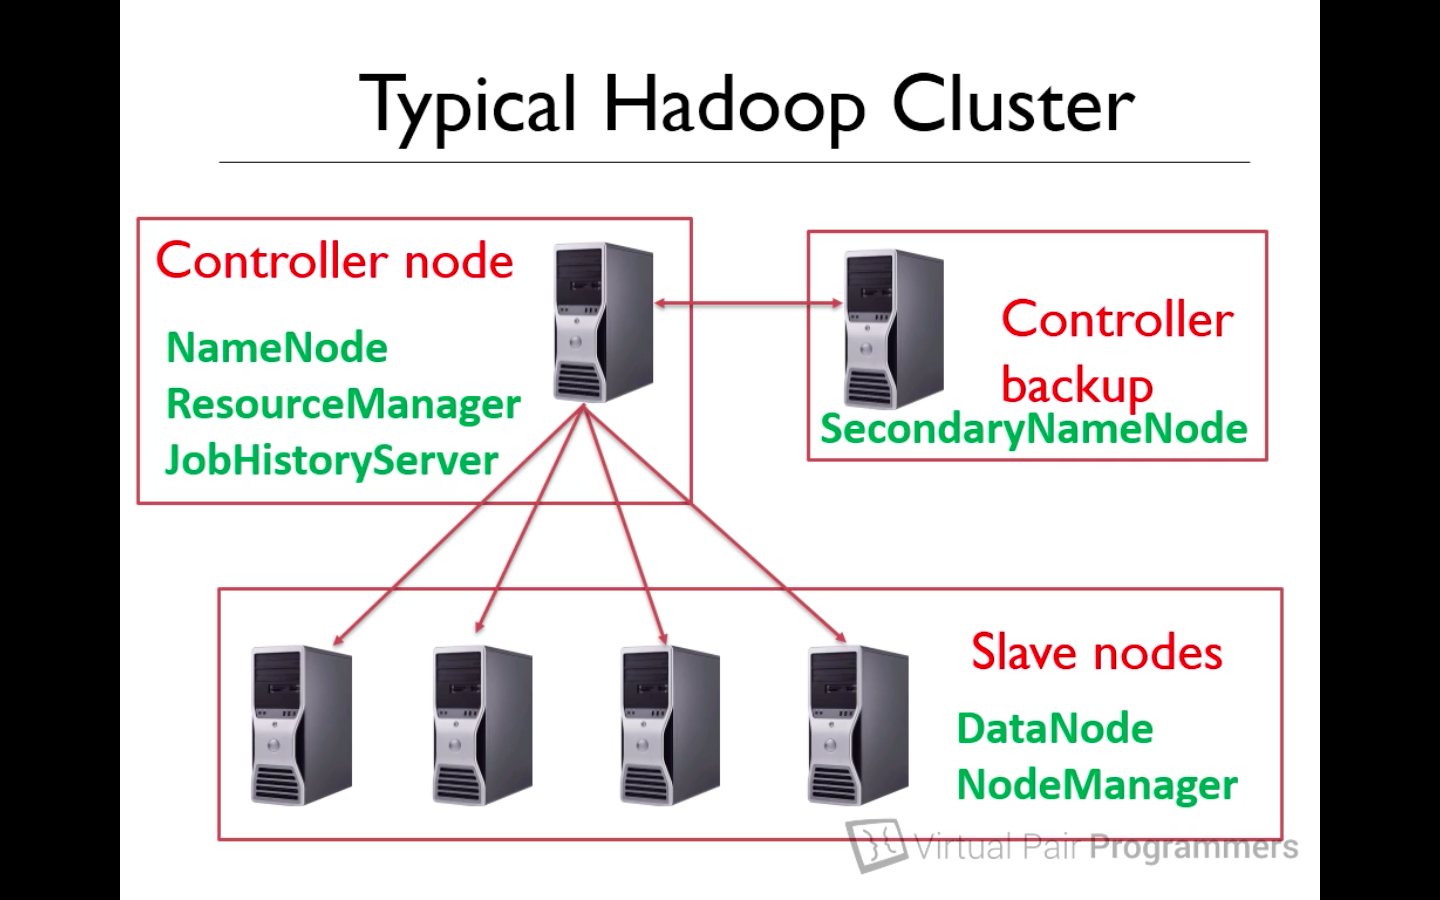 Typical Hadoop Cluster
Controller node
NameNode
ResourceManager
JobHistoryServer
Controller
backup
SecondaryNameNode
Slave nodes
DataNode
NodeManager
Virtual Pair Programmers